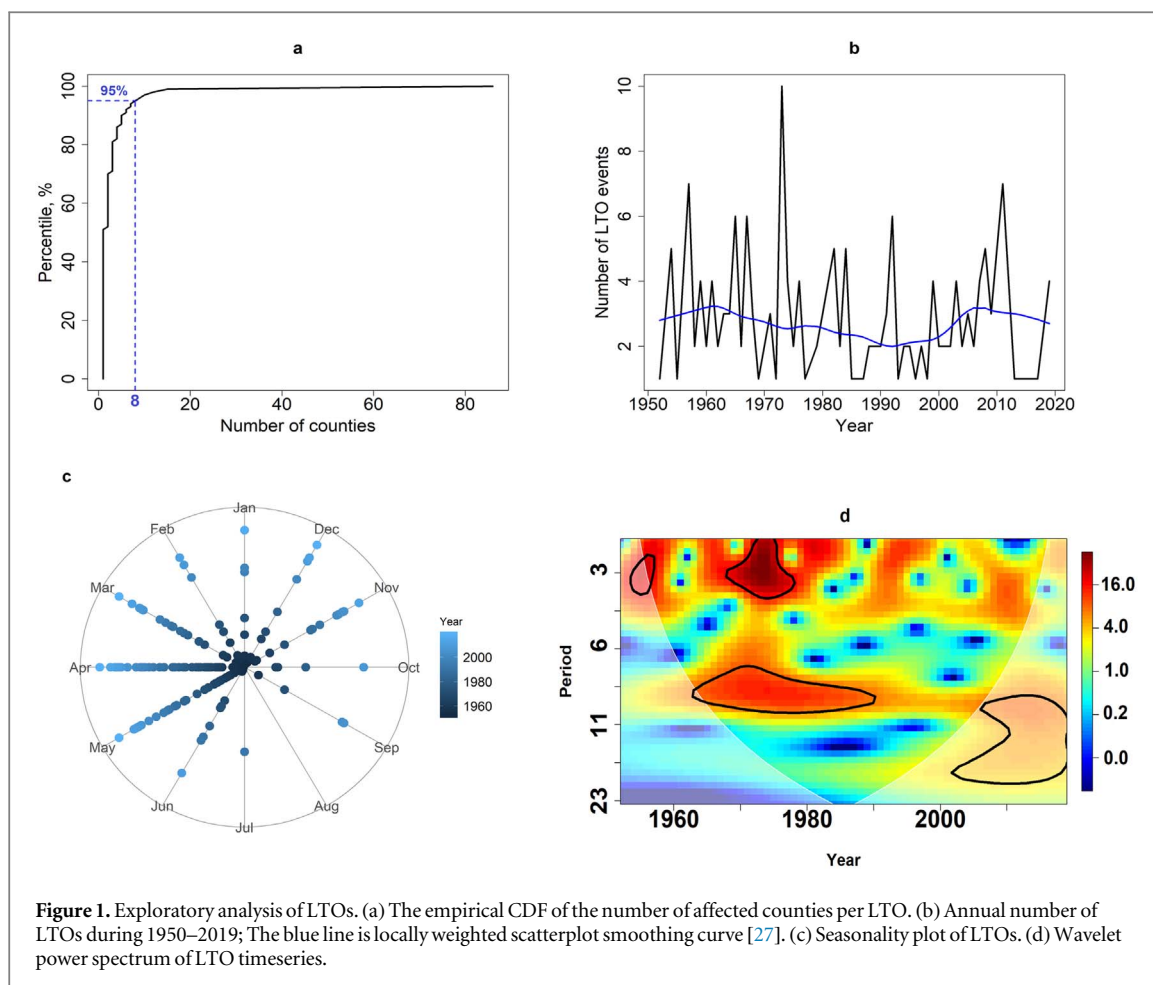 a
Percentile, %
100
80
60
40
20
0
95%
8
0
20
40
60
80
Number of counties
b
Number of LTO events
10
8
6
4
2
1950
1960
1970
1980
1990
2000
2010
2020
Year
c
Jan
Feb
Dec
Mar
Nov
Apr
Oct
May
Sep
Jun
Aug
Jul
Year
2000
1980
1960
d
Period
3
6
11
23
1960
1980
2000
Year
16.0
4.0
1.0
0.2
0.0
Figure 1. Exploratory analysis of LTOs. (a) The empirical CDF of the number of affected counties per LTO. (b) Annual number of
LTOs during 1950–2019; The blue line is locally weighted scatterplot smoothing curve [27]. (c) Seasonality plot of LTOs. (d) Wavelet
power spectrum of LTO timeseries.